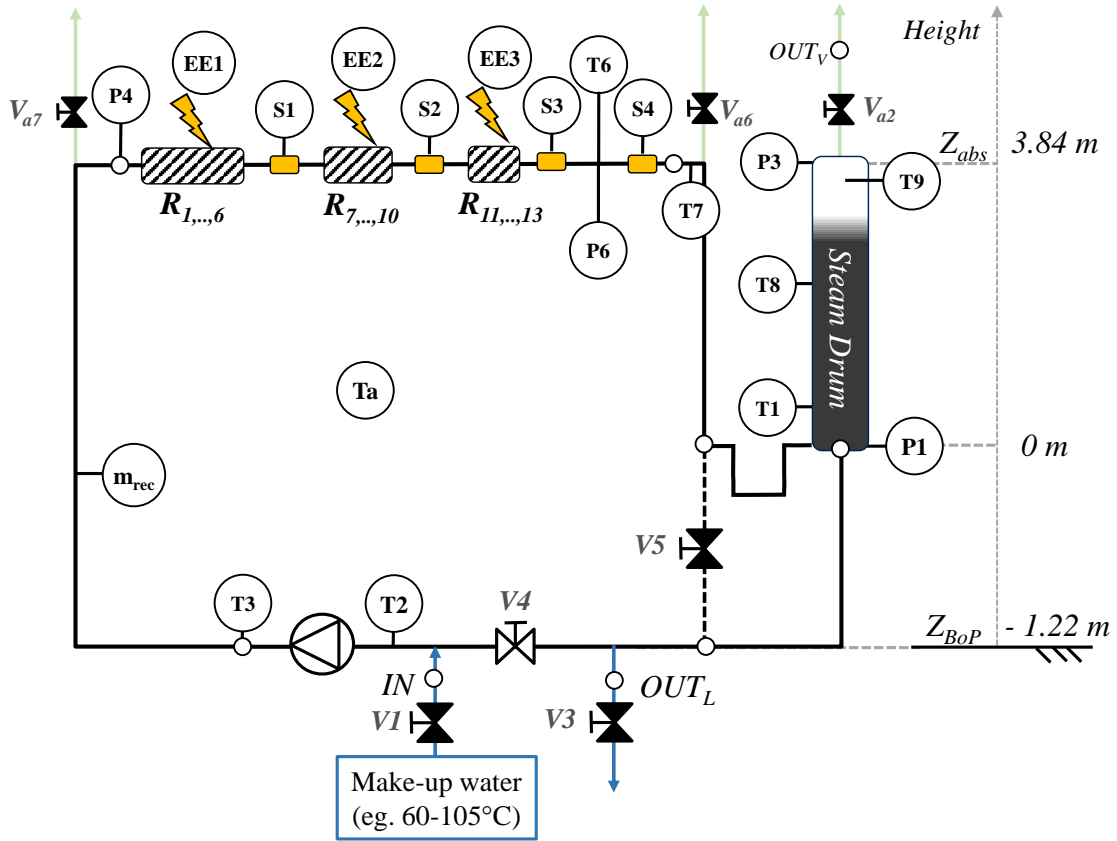 Height
OUT_V
EE1
EE2
EE3
T6
P4
S1
S2
S3
S4
V_a7
V_a6
V_a2
Z_abs
3.84 m
P3
T9
R_1,..,6
R_7,..,10
R_11,..,13
T7
P6
T8
Steam Drum
Ta
T1
P1
0 m
m_rec
V5
T3
T2
V4
Z_BoP
- 1.22 m
IN
OUT_L
V1
V3
Make-up water
(eg. 60-105°C)